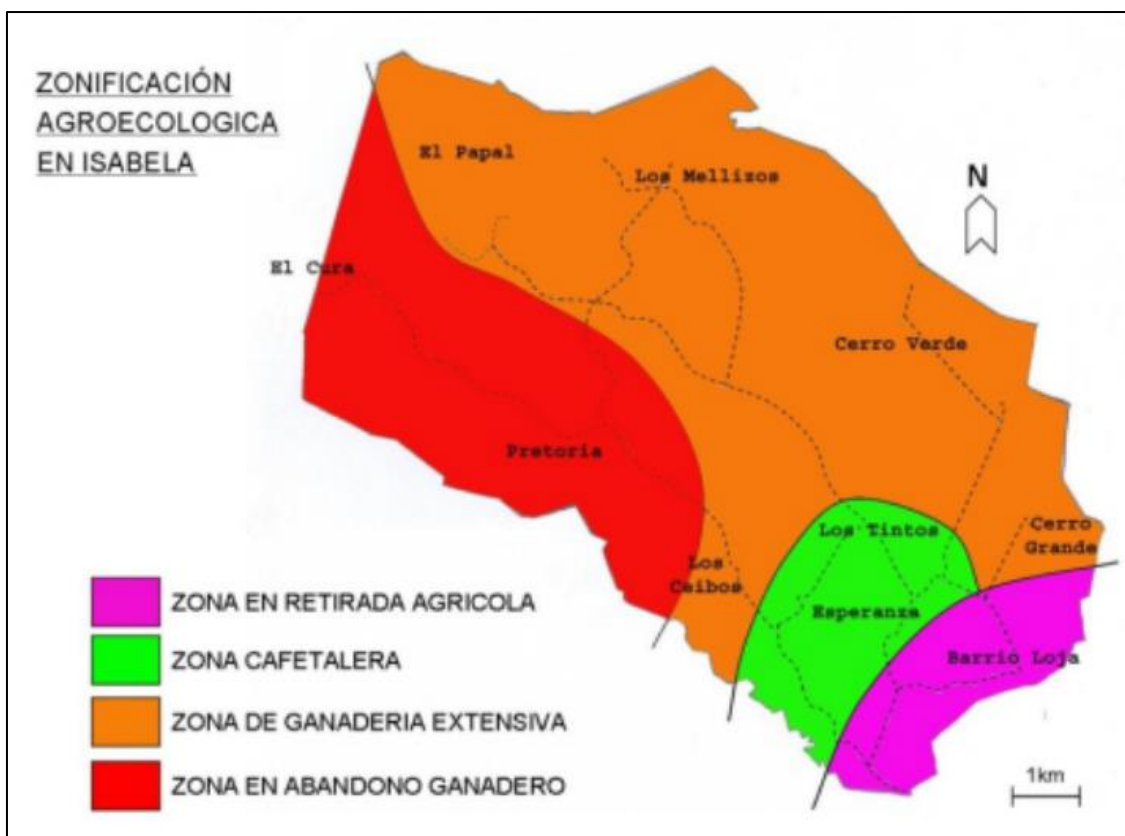 ZONIFICACIÓN
AGROECOLOGICA
EN ISABELA
El Papal
Los Mellizos
N
El Cura
Cerro Verde
Pretoria
Los Tintos
Cerro
Grande
Los
Ceibos
Esperanza
Barrio Loja
ZONA EN RETIRADA AGRICOLA
ZONA CAFETALERA
ZONA DE GANADERIA EXTENSIVA
ZONA EN ABANDONO GANADERO
1km